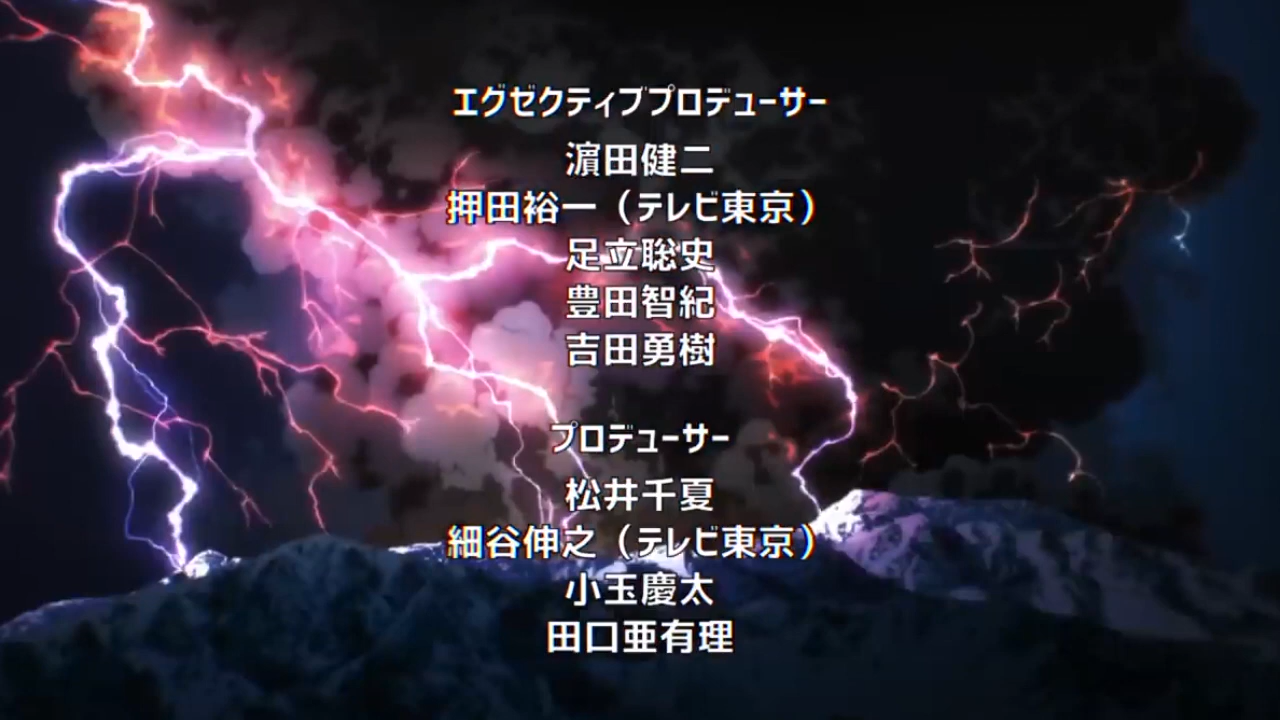 エグゼクティブプロデューサー
濵田健二
押田裕一（テレビ東京）
足立聡史
豊田智紀
吉田勇樹
プロデューサー
松井千夏
細谷伸之（テレビ東京）
小玉慶太
田口亜有理